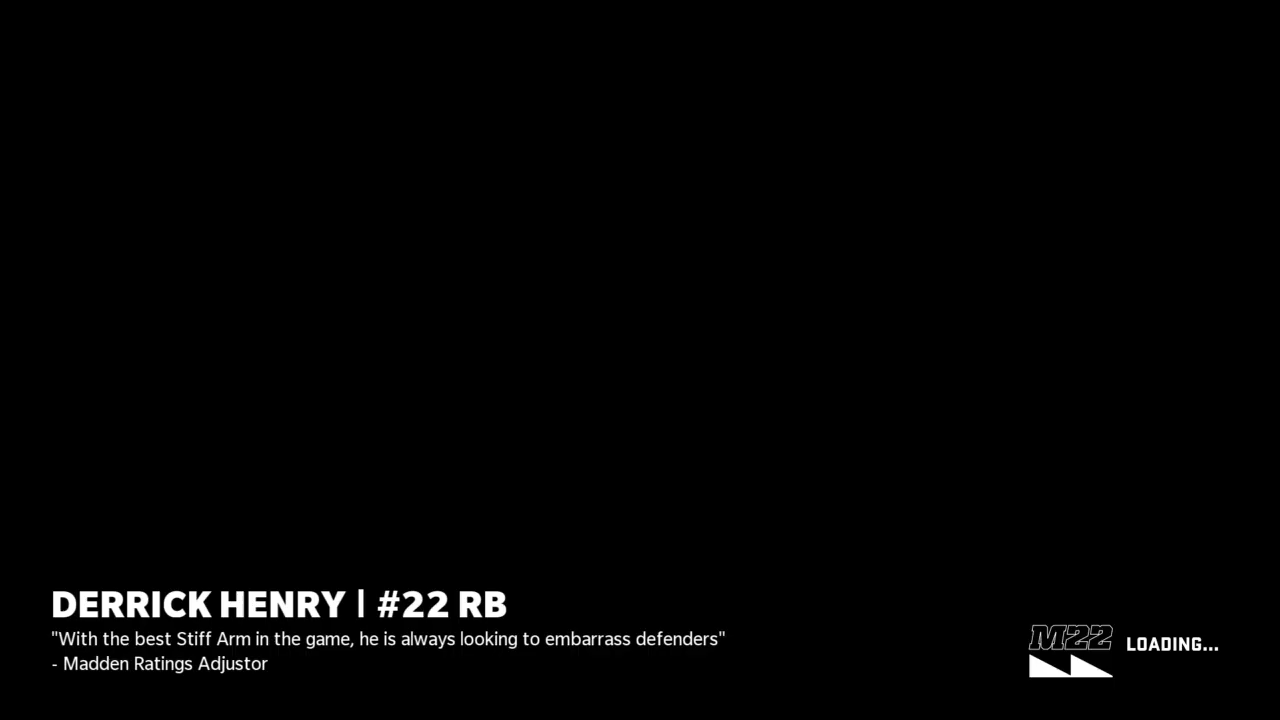 DERRICK HENRY | #22 RB
"With the best Stiff Arm in the game, he is always looking to embarrass defenders"
- Madden Ratings Adjustor
M22
LOADING...